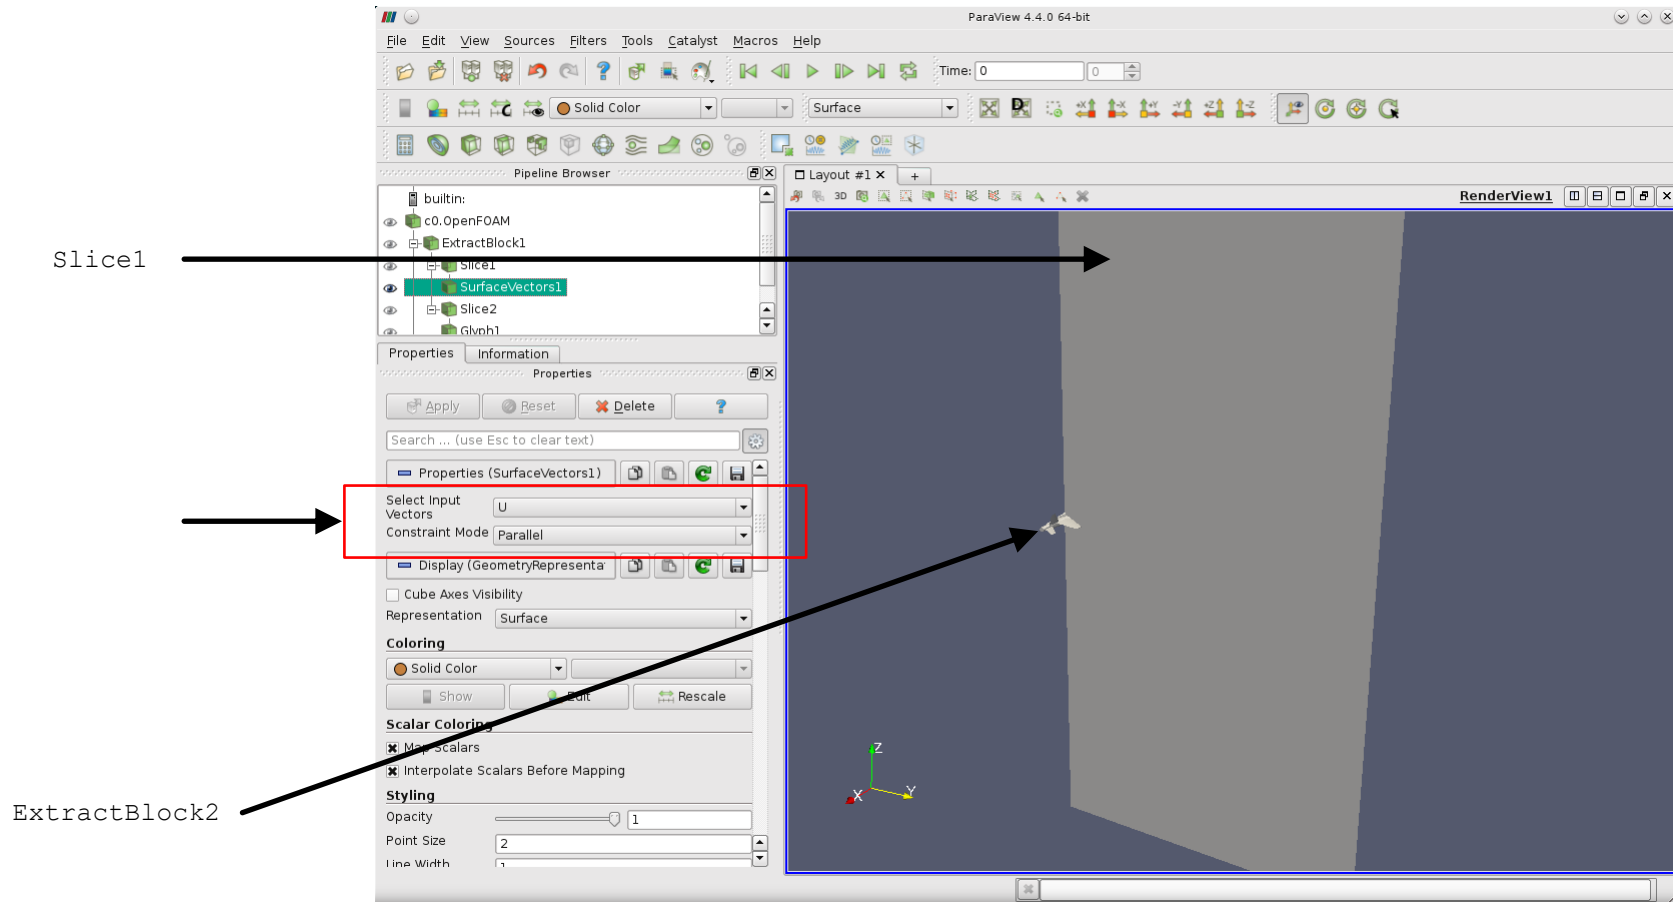 ParaView 4.4.0 64-bit
File Edit View Sources Filters Tools Catalyst Macros Help
Time: 0 0
Solid Color Surface
Pipeline Browser
builtin:
c0.OpenFOAM
ExtractBlock1
Slice1
SurfaceVectors1
Slice2
Glyph1
Properties Information
Properties
Apply Reset Delete ?
Search ... (use Esc to clear text)
Properties (SurfaceVectors1)
Select Input
Vectors
U
Constraint Mode Parallel
Display (GeometryRepresenta
Cube Axes Visibility
Representation Surface
Coloring
Solid Color
Show Edit Rescale
Scalar Coloring
Map Scalars
Interpolate Scalars Before Mapping
Styling
Opacity 1
Point Size 2
Line Width 1
Layout #1 +
3D
RenderView1
Z
X
Y
Slice1
ExtractBlock2